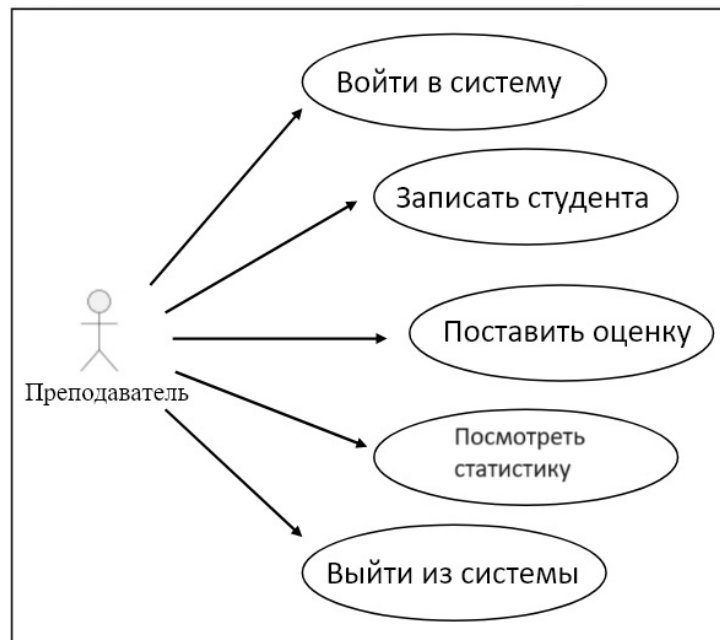 Войти в систему
Записать студента
Поставить оценку
Преподаватель
Посмотреть
статистику
Выйти из системы